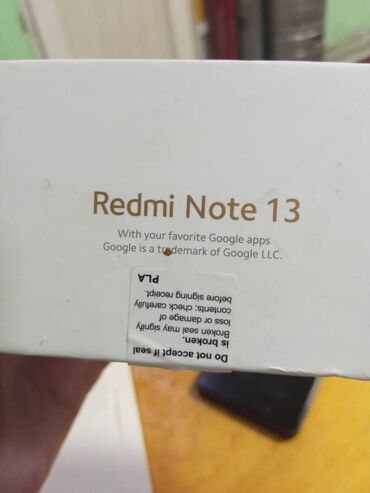 Redmi Note 13
With your favorite Google apps
Google is a trademark of Google LLC.
Do not accept if seal
is broken.
Broken seal may signify
loss or damage of
contents; check carefully
before signing receipt.
PLA